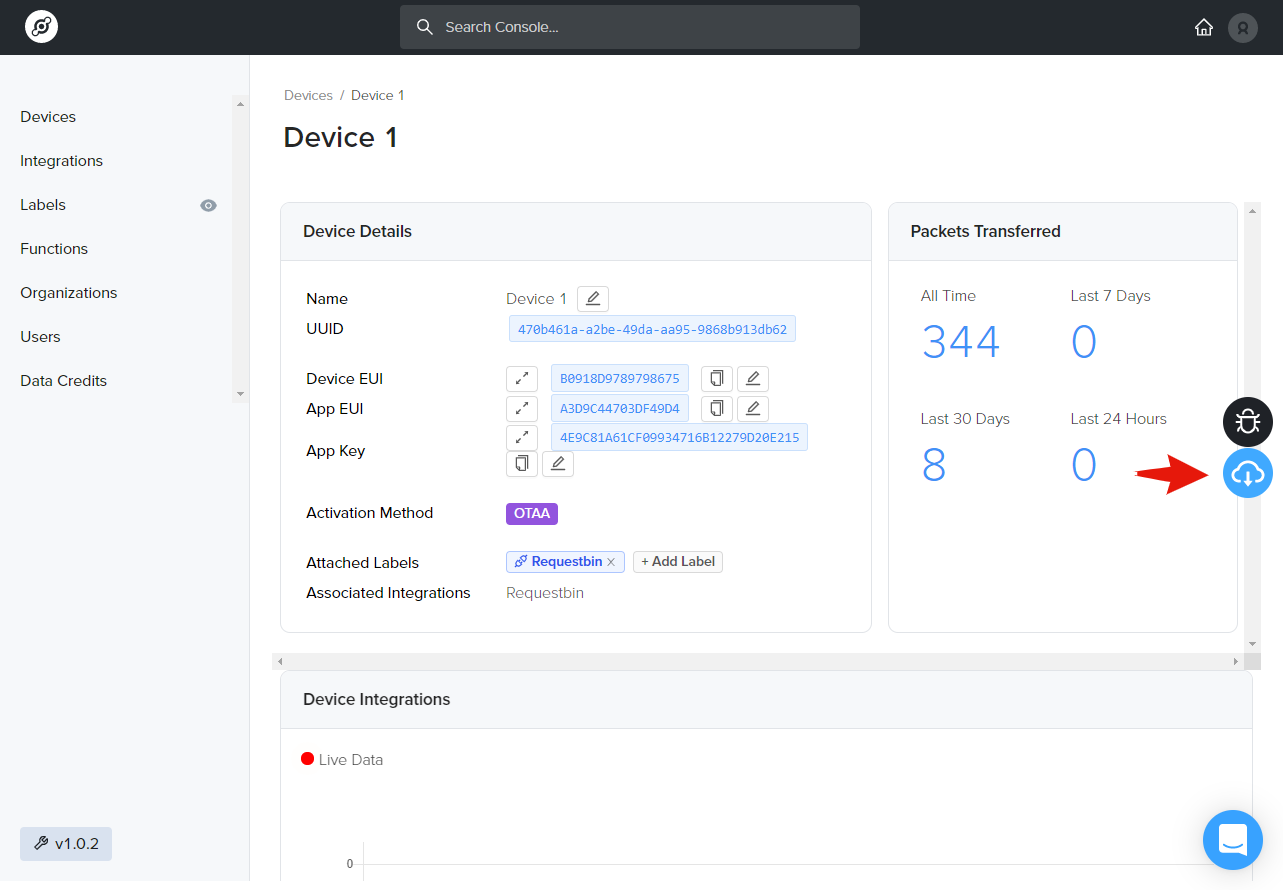 Search Console...
Devices
Integrations
Labels
Functions
Organizations
Users
Data Credits
v1.0.2
Devices / Device 1
Device 1
Device Details
Name Device 1
UUID 470b461a-a2be-49da-aa95-9868b913db62
Device EUI B0918D9789798675
App EUI A3D9C44703DF49D4
App Key 4E9C81A61CF09934716B12279D20E215
Activation Method OTAA
Attached Labels Requestbin × + Add Label
Associated Integrations Requestbin
Packets Transferred
All Time Last 7 Days
344 0
Last 30 Days Last 24 Hours
8 0
Device Integrations
Live Data
0